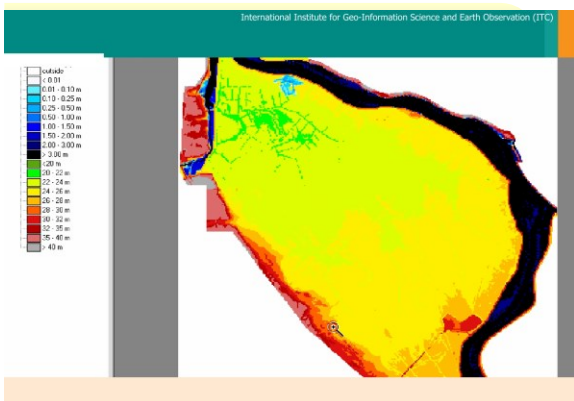 International Institute for Geo-Information Science and Earth Observation (ITC)
outside
< 0.01
0.01 - 0.10 m
0.10 - 0.25 m
0.25 - 0.50 m
0.50 - 1.00 m
1.00 - 1.50 m
1.50 - 2.00 m
2.00 - 3.00 m
> 3.00 m
<20 m
20 - 22 m
22 - 24 m
24 - 26 m
26 - 28 m
28 - 30 m
30 - 32 m
32 - 35 m
35 - 40 m
> 40 m